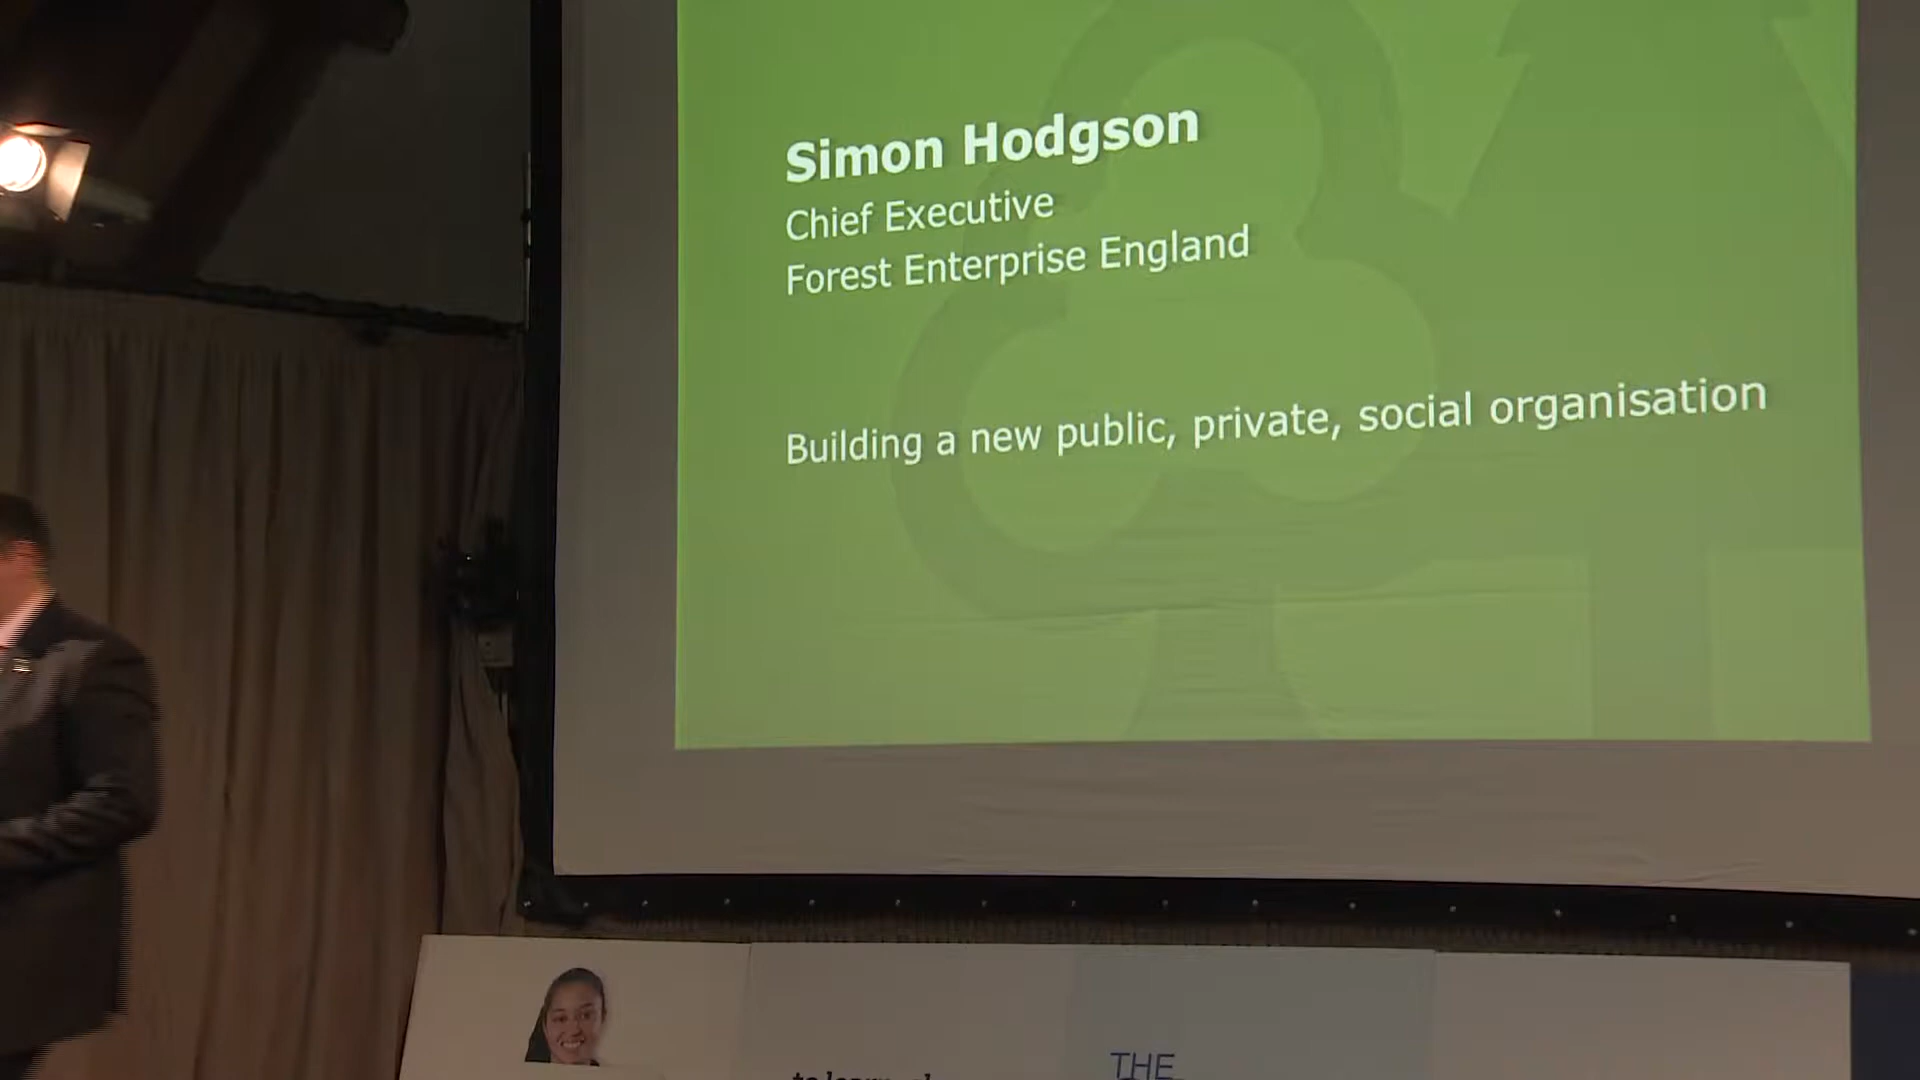 Simon Hodgson
Chief Executive
Forest Enterprise England
Building a new public, private, social organisation
THE